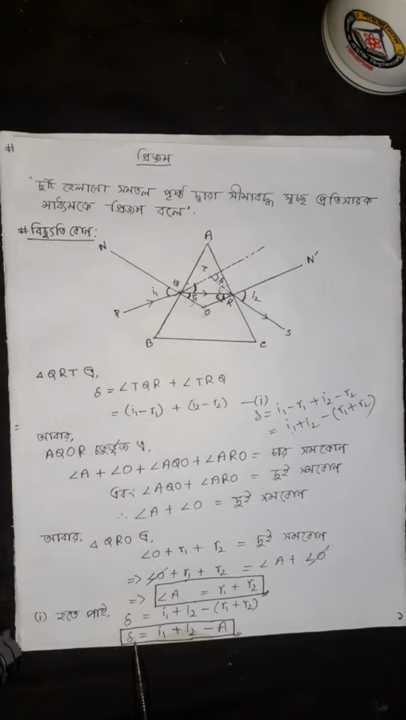 #
প্রিজম
'দুটি হেলানো সমতল পৃষ্ঠ দ্বারা সীমাবদ্ধ স্বচ্ছ প্রতিসারক
মাধ্যমকে প্রিজম বলে'.
# বিচ্যুতি কোণ:
A
N
N'
T
δ
i₁
Q
R
i₂
P
O
S
B
C
△QRT এ,
δ = ∠TQR + ∠TRQ
= (i₁-r₁) + (i₂-r₂) —(i)
δ = i₁-r₁+i₂-r₂
= i₁+i₂-(r₁+r₂)
আবার,
AQOR চতুর্ভুজ এ,
∠A + ∠O + ∠AQO + ∠ARO = চার সমকোণ
এবং ∠AQO + ∠ARO = দুই সমকোণ
∴ ∠A + ∠O = দুই সমকোণ
আবার, △QRO এ,
∠O + r₁ + r₂ = দুই সমকোণ
=> ∠O + r₁ + r₂ = ∠A + ∠O
=> ∠A = r₁ + r₂
(i) হতে পাই, δ = i₁ + i₂ - (r₁+r₂)
δ = i₁ + i₂ - A